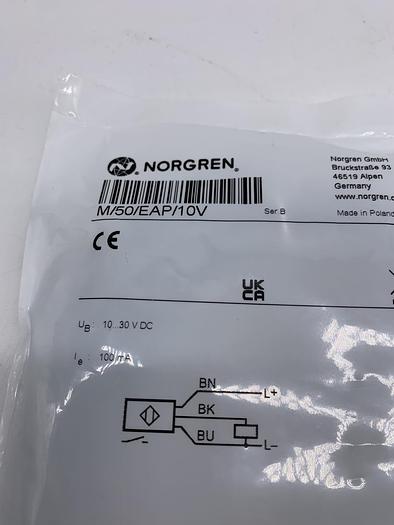 NORGREN®
M/50/EAP/10V
Ser.B
Norgren GmbH
Bruckstraße 93
46519 Alpen
Germany
www.norgren.c
Made in Poland
CE
UK
CA
UB: 10...30 V DC
Ie: 100 mA
BN
L+
BK
BU
L−